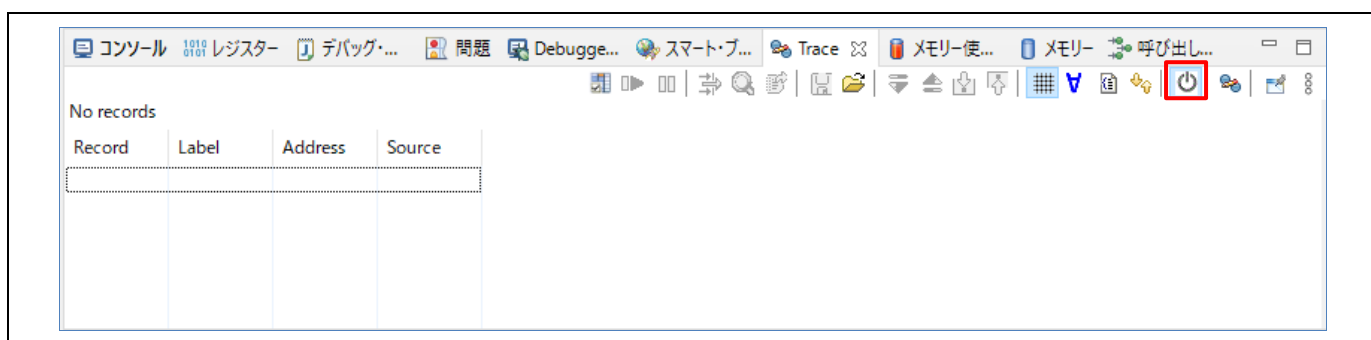 コンソール レジスター デバッグ・... 問題 Debugge... スマート・ブ... Trace メモリー使... メモリー 呼び出し...
No records
Record Label Address Source